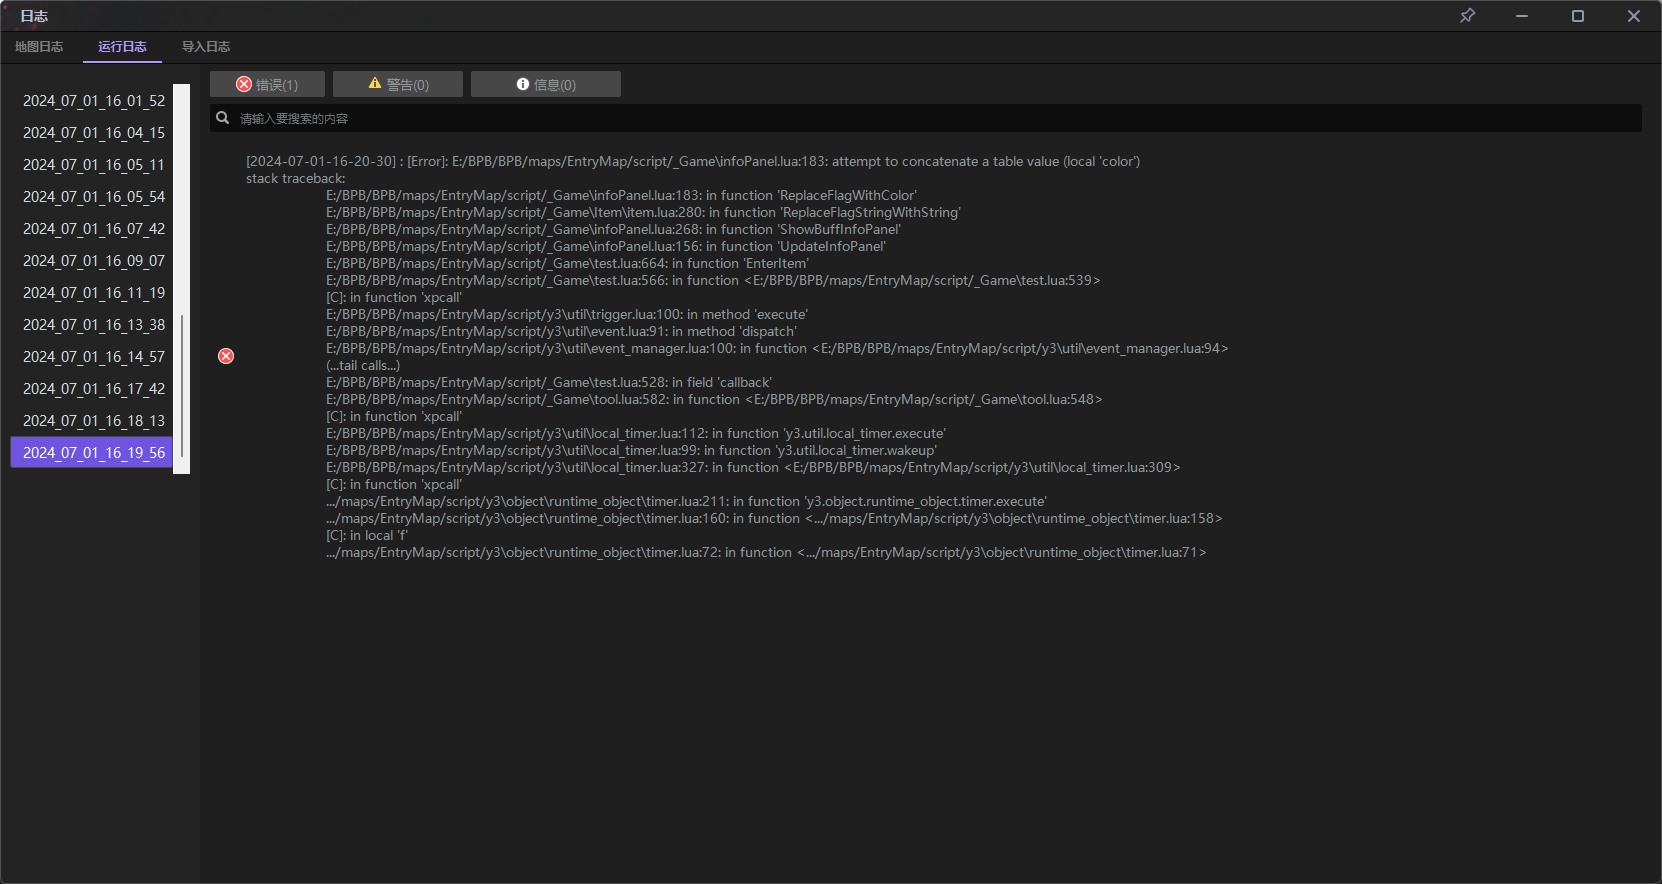 日志
地图日志
运行日志
导入日志
2024_07_01_16_01_52
2024_07_01_16_04_15
2024_07_01_16_05_11
2024_07_01_16_05_54
2024_07_01_16_07_42
2024_07_01_16_09_07
2024_07_01_16_11_19
2024_07_01_16_13_38
2024_07_01_16_14_57
2024_07_01_16_17_42
2024_07_01_16_18_13
2024_07_01_16_19_56
错误(1)
警告(0)
信息(0)
请输入要搜索的内容
[2024-07-01-16-20-30] : [Error]: E:/BPB/BPB/maps/EntryMap/script/_Game\infoPanel.lua:183: attempt to concatenate a table value (local 'color')
stack traceback:
E:/BPB/BPB/maps/EntryMap/script/_Game\infoPanel.lua:183: in function 'ReplaceFlagWithColor'
E:/BPB/BPB/maps/EntryMap/script/_Game\Item\item.lua:280: in function 'ReplaceFlagStringWithString'
E:/BPB/BPB/maps/EntryMap/script/_Game\infoPanel.lua:268: in function 'ShowBuffInfoPanel'
E:/BPB/BPB/maps/EntryMap/script/_Game\infoPanel.lua:156: in function 'UpdateInfoPanel'
E:/BPB/BPB/maps/EntryMap/script/_Game\test.lua:664: in function 'EnterItem'
E:/BPB/BPB/maps/EntryMap/script/_Game\test.lua:566: in function <E:/BPB/BPB/maps/EntryMap/script/_Game\test.lua:539>
[C]: in function 'xpcall'
E:/BPB/BPB/maps/EntryMap/script/y3\util\trigger.lua:100: in method 'execute'
E:/BPB/BPB/maps/EntryMap/script/y3\util\event.lua:91: in method 'dispatch'
E:/BPB/BPB/maps/EntryMap/script/y3\util\event_manager.lua:100: in function <E:/BPB/BPB/maps/EntryMap/script/y3\util\event_manager.lua:94>
(...tail calls...)
E:/BPB/BPB/maps/EntryMap/script/_Game\test.lua:528: in field 'callback'
E:/BPB/BPB/maps/EntryMap/script/_Game\tool.lua:582: in function <E:/BPB/BPB/maps/EntryMap/script/_Game\tool.lua:548>
[C]: in function 'xpcall'
E:/BPB/BPB/maps/EntryMap/script/y3\util\local_timer.lua:112: in function 'y3.util.local_timer.execute'
E:/BPB/BPB/maps/EntryMap/script/y3\util\local_timer.lua:99: in function 'y3.util.local_timer.wakeup'
E:/BPB/BPB/maps/EntryMap/script/y3\util\local_timer.lua:327: in function <E:/BPB/BPB/maps/EntryMap/script/y3\util\local_timer.lua:309>
[C]: in function 'xpcall'
.../maps/EntryMap/script/y3\object\runtime_object\timer.lua:211: in function 'y3.object.runtime_object.timer.execute'
.../maps/EntryMap/script/y3\object\runtime_object\timer.lua:160: in function <.../maps/EntryMap/script/y3\object\runtime_object\timer.lua:158>
[C]: in local 'f'
.../maps/EntryMap/script/y3\object\runtime_object\timer.lua:72: in function <.../maps/EntryMap/script/y3\object\runtime_object\timer.lua:71>